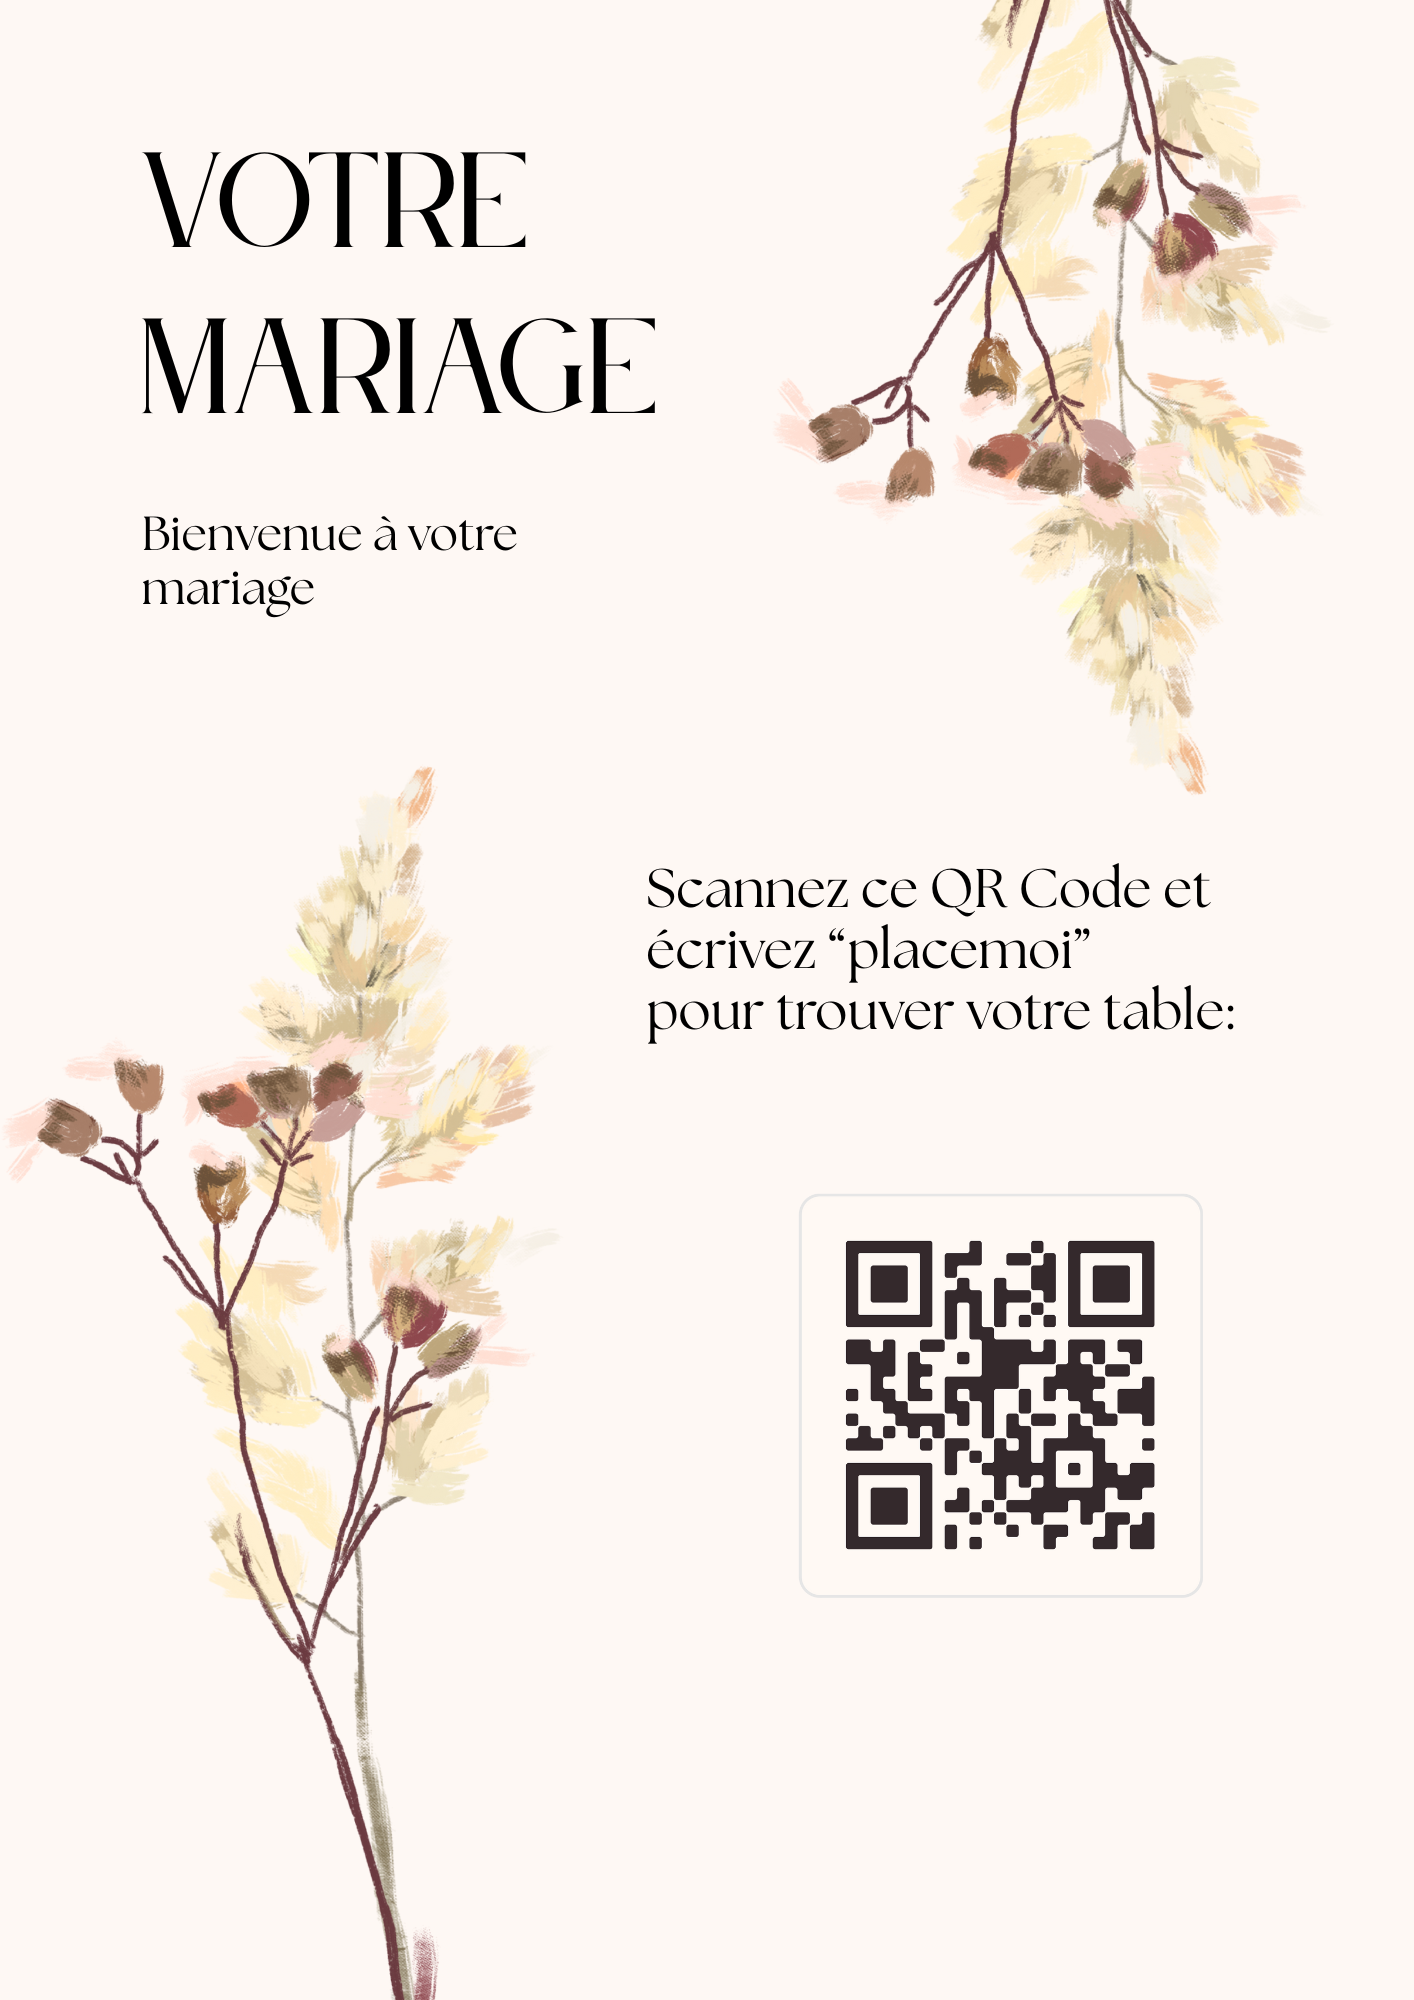 VOTRE
MARIAGE
Bienvenue à votre
mariage
Scannez ce QR Code et
écrivez “placemoi”
pour trouver votre table: